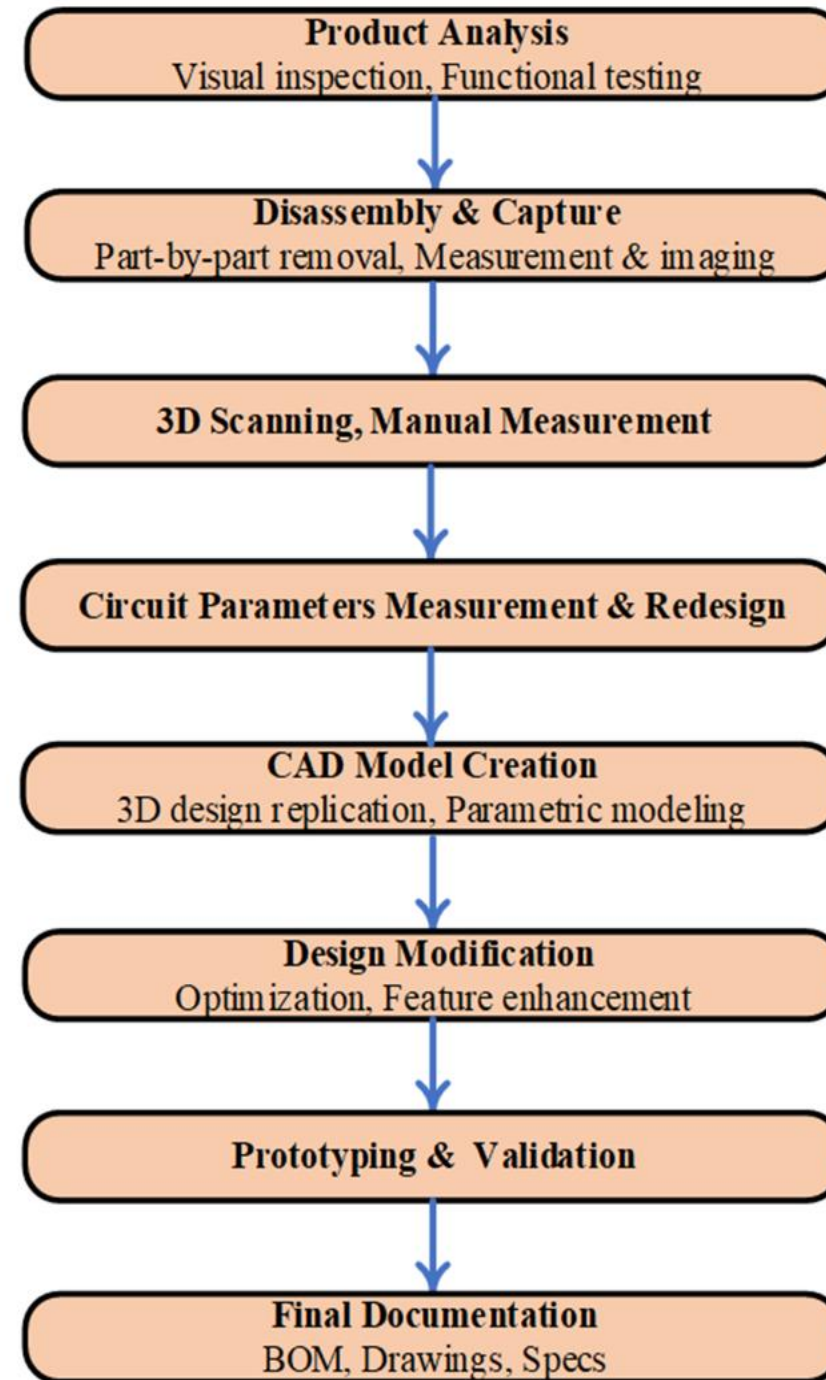 Product Analysis
Visual inspection, Functional testing
Disassembly & Capture
Part-by-part removal, Measurement & imaging
3D Scanning, Manual Measurement
Circuit Parameters Measurement & Redesign
CAD Model Creation
3D design replication, Parametric modeling
Design Modification
Optimization, Feature enhancement
Prototyping & Validation
Final Documentation
BOM, Drawings, Specs